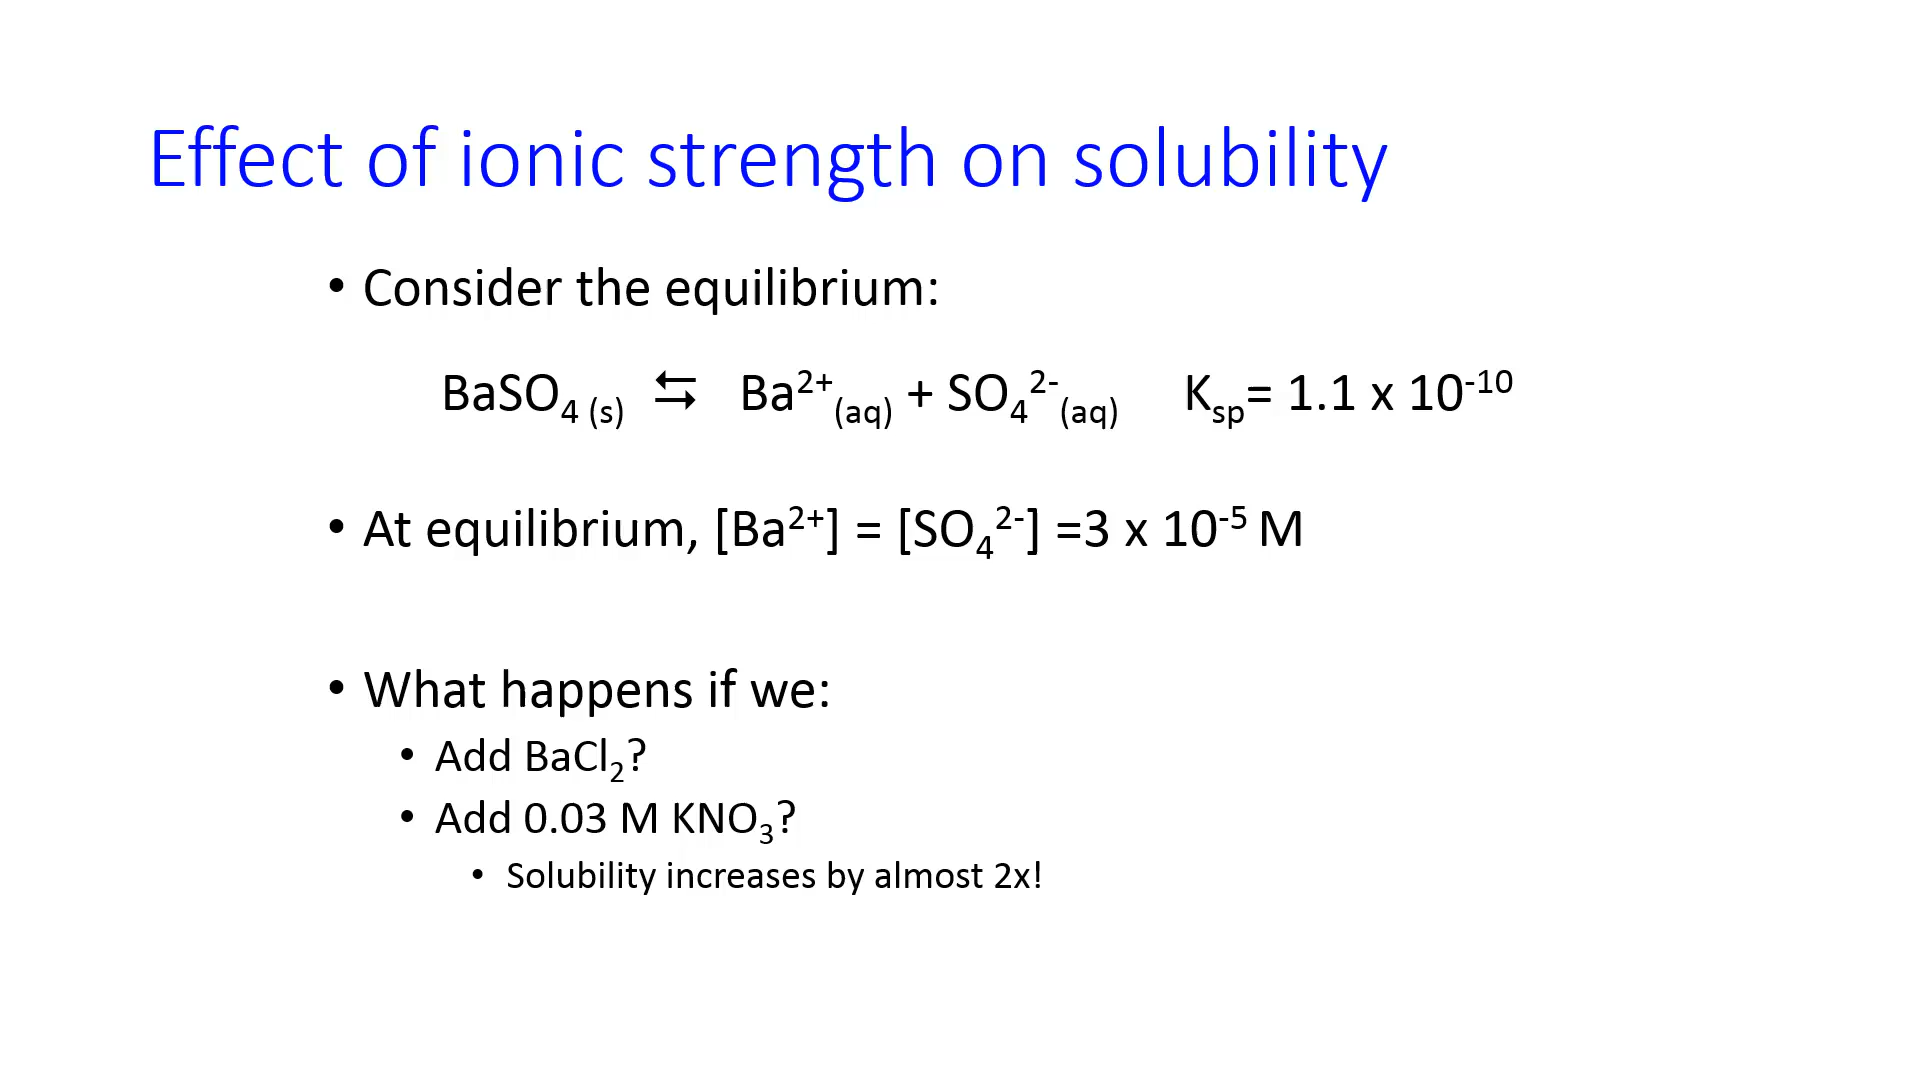 Effect of ionic strength on solubility
• Consider the equilibrium:
BaSO₄ ₍s₎ ⇆ Ba²⁺₍aq₎ + SO₄²⁻₍aq₎ Ksp= 1.1 x 10⁻¹⁰
• At equilibrium, [Ba²⁺] = [SO₄²⁻] =3 x 10⁻⁵ M
• What happens if we:
• Add BaCl₂?
• Add 0.03 M KNO₃?
• Solubility increases by almost 2x!